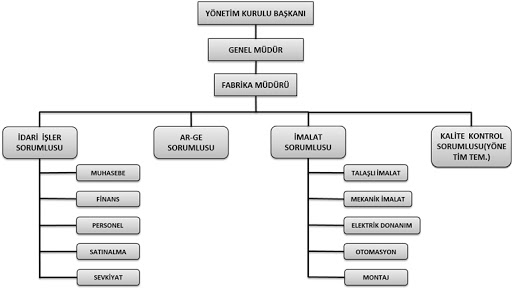 YÖNETİM KURULU BAŞKANI
GENEL MÜDÜR
FABRİKA MÜDÜRÜ
İDARİ İŞLER
SORUMLUSU
AR-GE
SORUMLUSU
İMALAT
SORUMLUSU
KALİTE KONTROL
SORUMLUSU(YÖNE
TİM TEM.)
MUHASEBE
FİNANS
PERSONEL
SATINALMA
SEVKİYAT
TALAŞLI İMALAT
MEKANİK İMALAT
ELEKTRİK DONANIM
OTOMASYON
MONTAJ